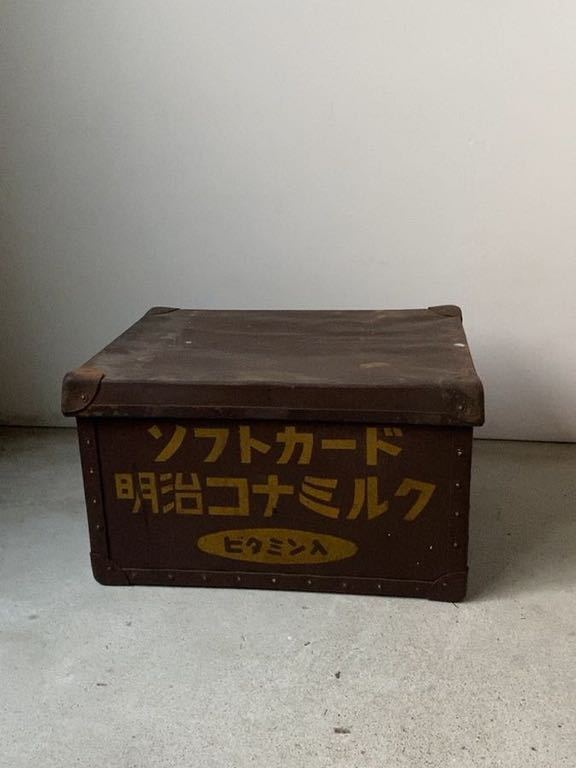 ソフトカード
明治コナミルク
ビタミン入